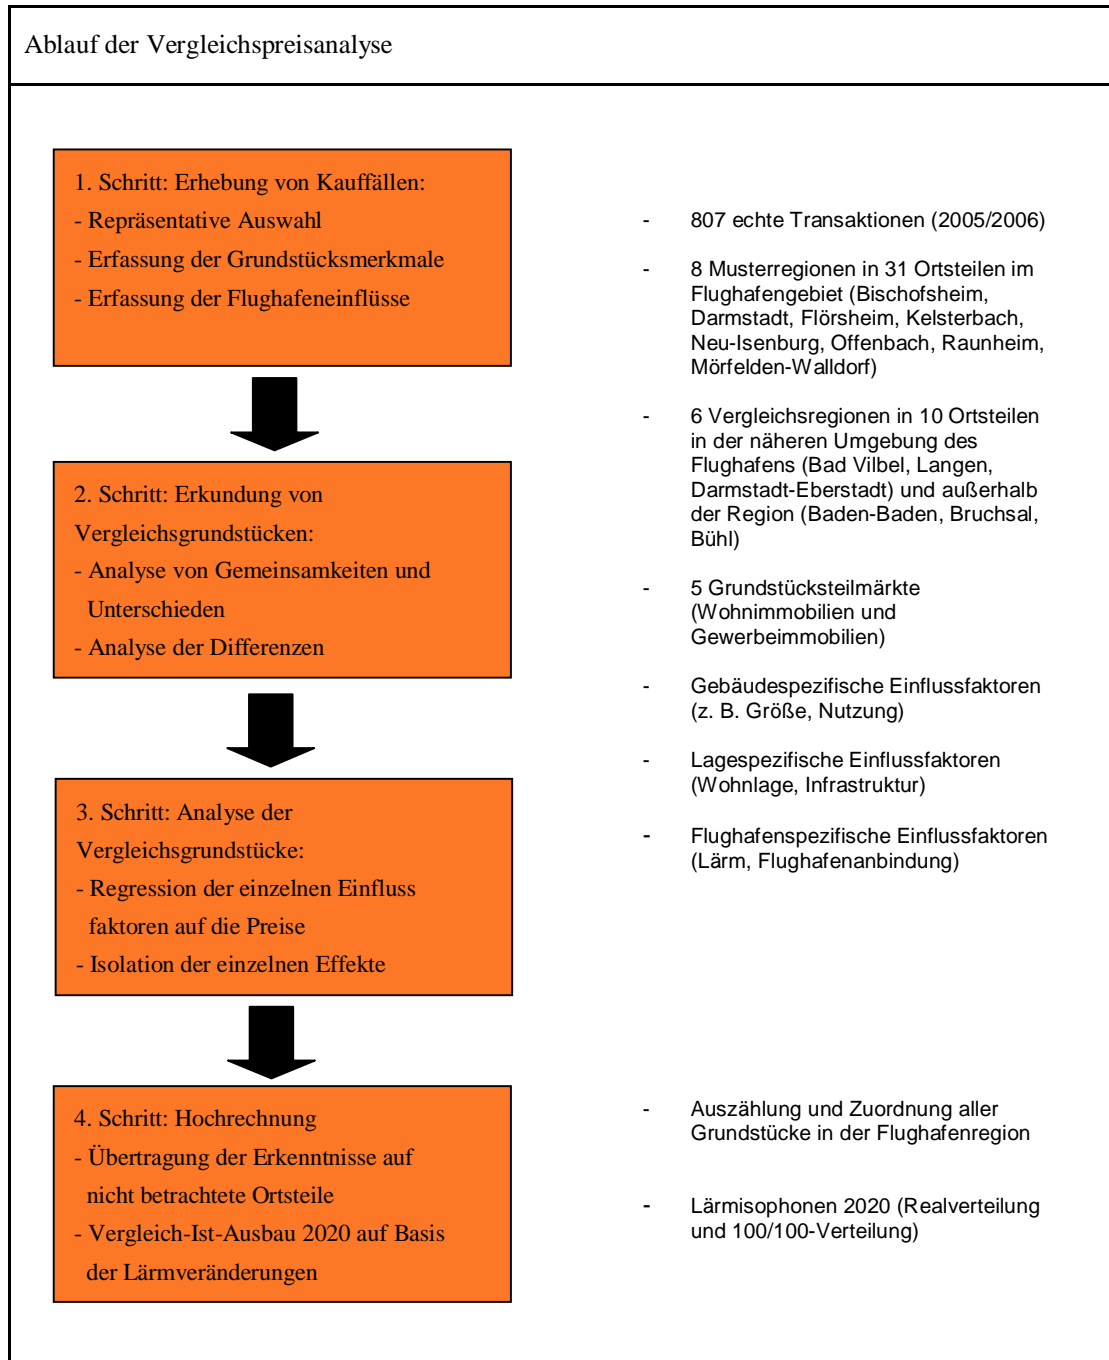 Ablauf der Vergleichspreisanalyse
1. Schritt: Erhebung von Kauffällen:
- Repräsentative Auswahl
- Erfassung der Grundstücksmerkmale
- Erfassung der Flughafeneinflüsse
2. Schritt: Erkundung von
Vergleichsgrundstücken:
- Analyse von Gemeinsamkeiten und
Unterschieden
- Analyse der Differenzen
3. Schritt: Analyse der
Vergleichsgrundstücke:
- Regression der einzelnen Einfluss
faktoren auf die Preise
- Isolation der einzelnen Effekte
4. Schritt: Hochrechnung
- Übertragung der Erkenntnisse auf
nicht betrachtete Ortsteile
- Vergleich-Ist-Ausbau 2020 auf Basis
der Lärmveränderungen
- 807 echte Transaktionen (2005/2006)
- 8 Musterregionen in 31 Ortsteilen im
Flughafengebiet (Bischofsheim,
Darmstadt, Flörsheim, Kelsterbach,
Neu-Isenburg, Offenbach, Raunheim,
Mörfelden-Walldorf)
- 6 Vergleichsregionen in 10 Ortsteilen
in der näheren Umgebung des
Flughafens (Bad Vilbel, Langen,
Darmstadt-Eberstadt) und außerhalb
der Region (Baden-Baden, Bruchsal,
Bühl)
- 5 Grundstücksteilmärkte
(Wohnimmobilien und
Gewerbeimmobilien)
- Gebäudespezifische Einflussfaktoren
(z. B. Größe, Nutzung)
- Lagespezifische Einflussfaktoren
(Wohnlage, Infrastruktur)
- Flughafenspezifische Einflussfaktoren
(Lärm, Flughafenanbindung)
- Auszählung und Zuordnung aller
Grundstücke in der Flughafenregion
- Lärmisophonen 2020 (Realverteilung
und 100/100-Verteilung)